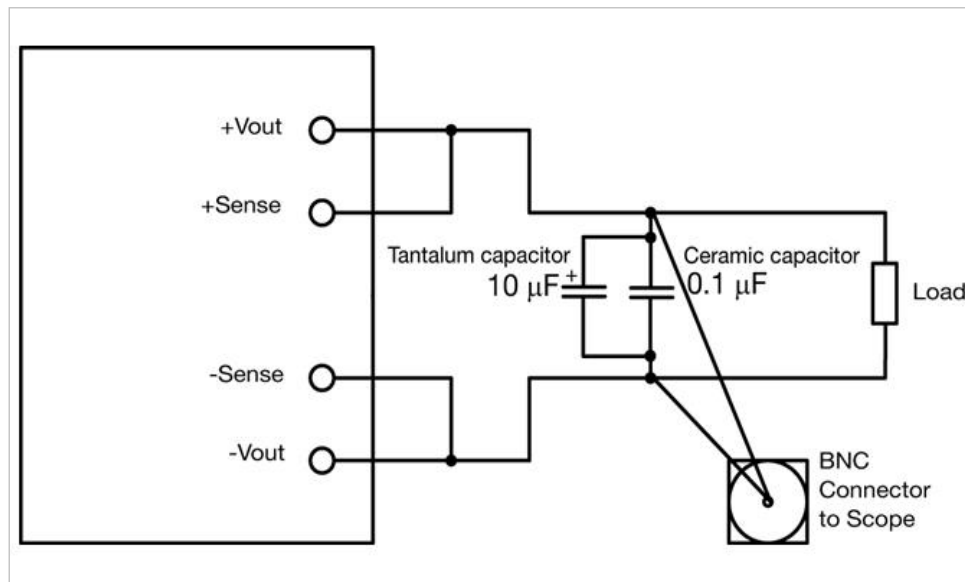 +Vout
+Sense
Tantalum capacitor
10 μF +
Ceramic capacitor
0.1 μF
Load
-Sense
-Vout
BNC
Connector
to Scope